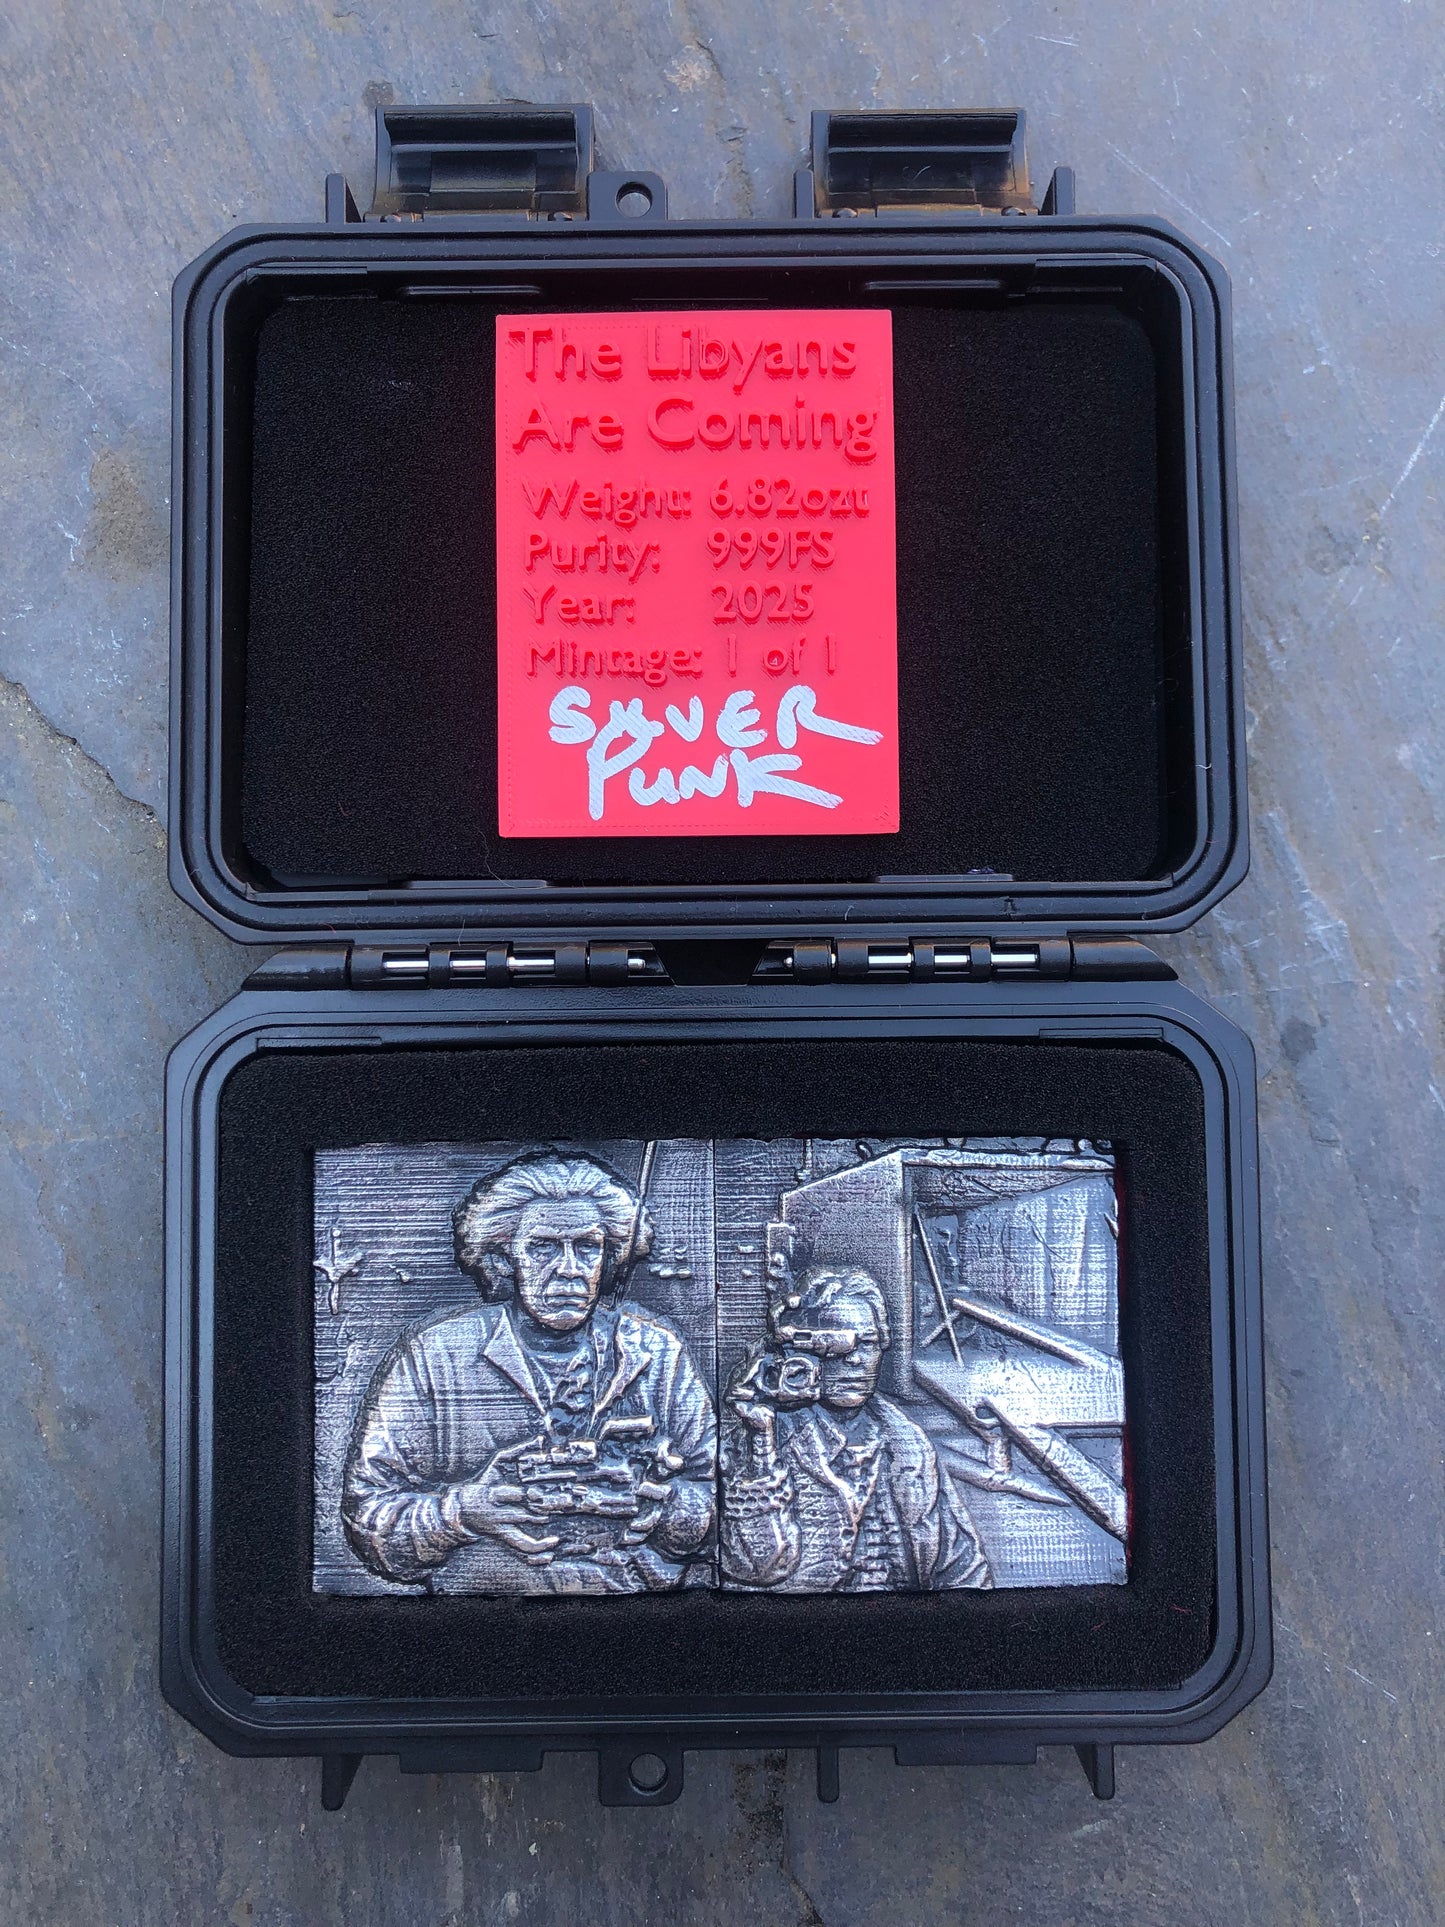 The Libyans
Are Coming
Weight: 6.82ozt
Purity: 999FS
Year: 2025
Mintage: 1 of 1
SILVER
PUNK